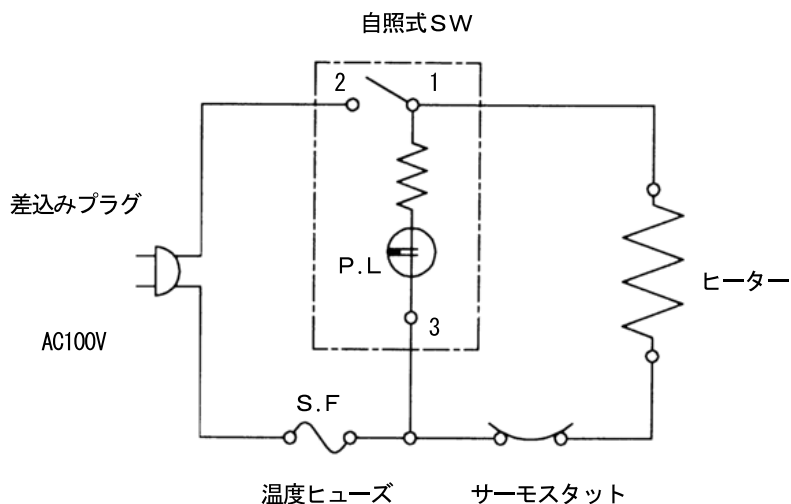 自照式SW
2
1
差込みプラグ
P.L
ヒーター
3
AC100V
S.F
温度ヒューズ
サーモスタット